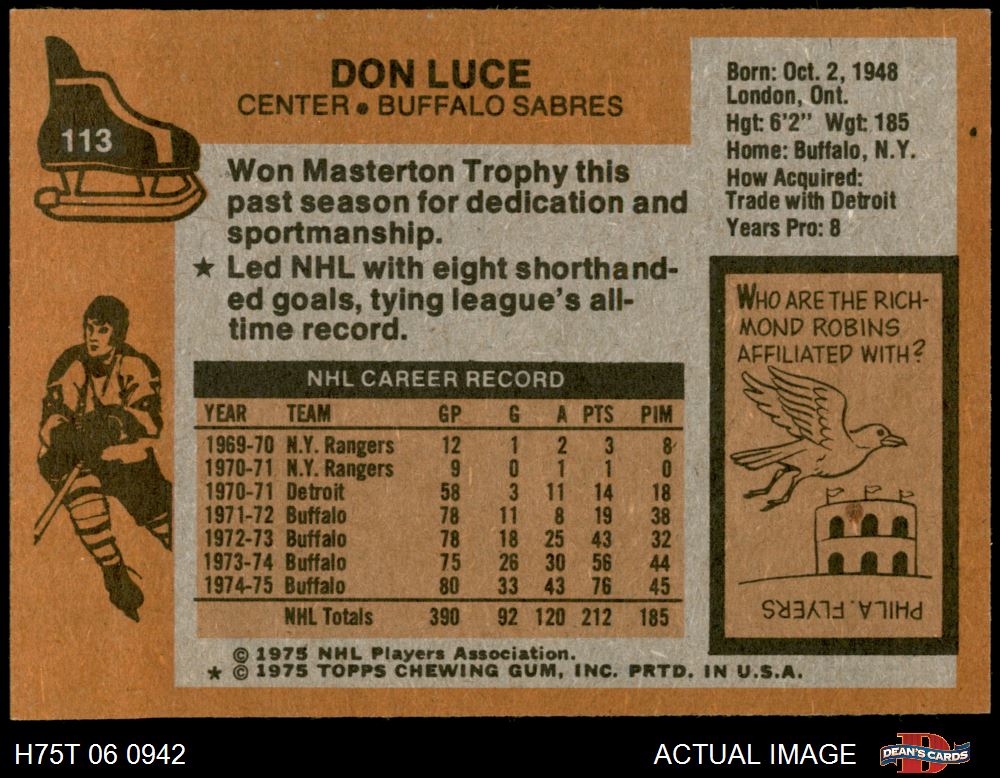 113
DON LUCE
CENTER • BUFFALO SABRES
Born: Oct. 2, 1948
London, Ont.
Hgt: 6'2" Wgt: 185
Home: Buffalo, N.Y.
How Acquired:
Trade with Detroit
Years Pro: 8
Won Masterton Trophy this
past season for dedication and
sportmanship.
★ Led NHL with eight shorthand-
ed goals, tying league's all-
time record.
NHL CAREER RECORD
YEAR TEAM GP G A PTS PIM
1969-70 N.Y. Rangers 12 1 2 3 8
1970-71 N.Y. Rangers 9 0 1 1 0
1970-71 Detroit 58 3 11 14 18
1971-72 Buffalo 78 11 8 19 38
1972-73 Buffalo 78 18 25 43 32
1973-74 Buffalo 75 26 30 56 44
1974-75 Buffalo 80 33 43 76 45
NHL Totals 390 92 120 212 185
WHO ARE THE RICH-
MOND ROBINS
AFFILIATED WITH?
PHILA. FLYERS
© 1975 NHL Players Association.
★ © 1975 TOPPS CHEWING GUM, INC. PRTD. IN U.S.A.
H75T 06 0942
ACTUAL IMAGE
D
DEAN'S CARDS